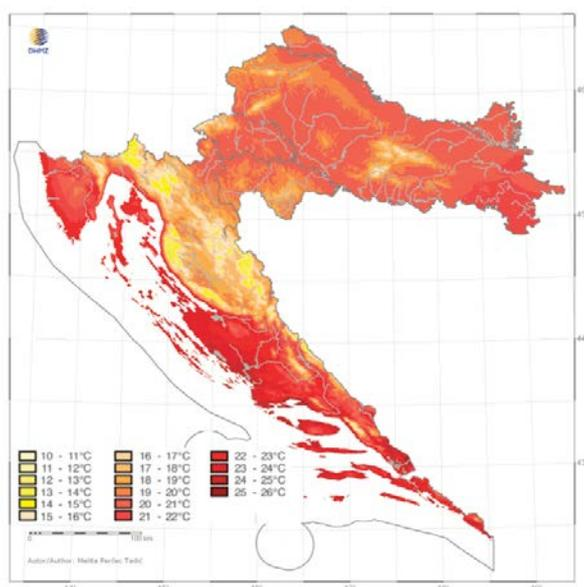 DHMZ
10 - 11°C
11 - 12°C
12 - 13°C
13 - 14°C
14 - 15°C
15 - 16°C
16 - 17°C
17 - 18°C
18 - 19°C
19 - 20°C
20 - 21°C
21 - 22°C
22 - 23°C
23 - 24°C
24 - 25°C
25 - 26°C
0 100 km
Autor/Author: Melita Perčec Tadić